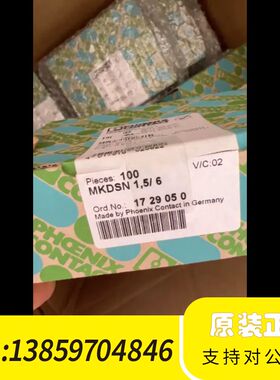 Pieces: 100
V/C:02
MKDSN 1,5/ 6
Ord.No.: 17 29 05 0
Made by Phoenix Contact in Germany
PHOENIX
CONTACT
原装正
:13859704846
支持对公